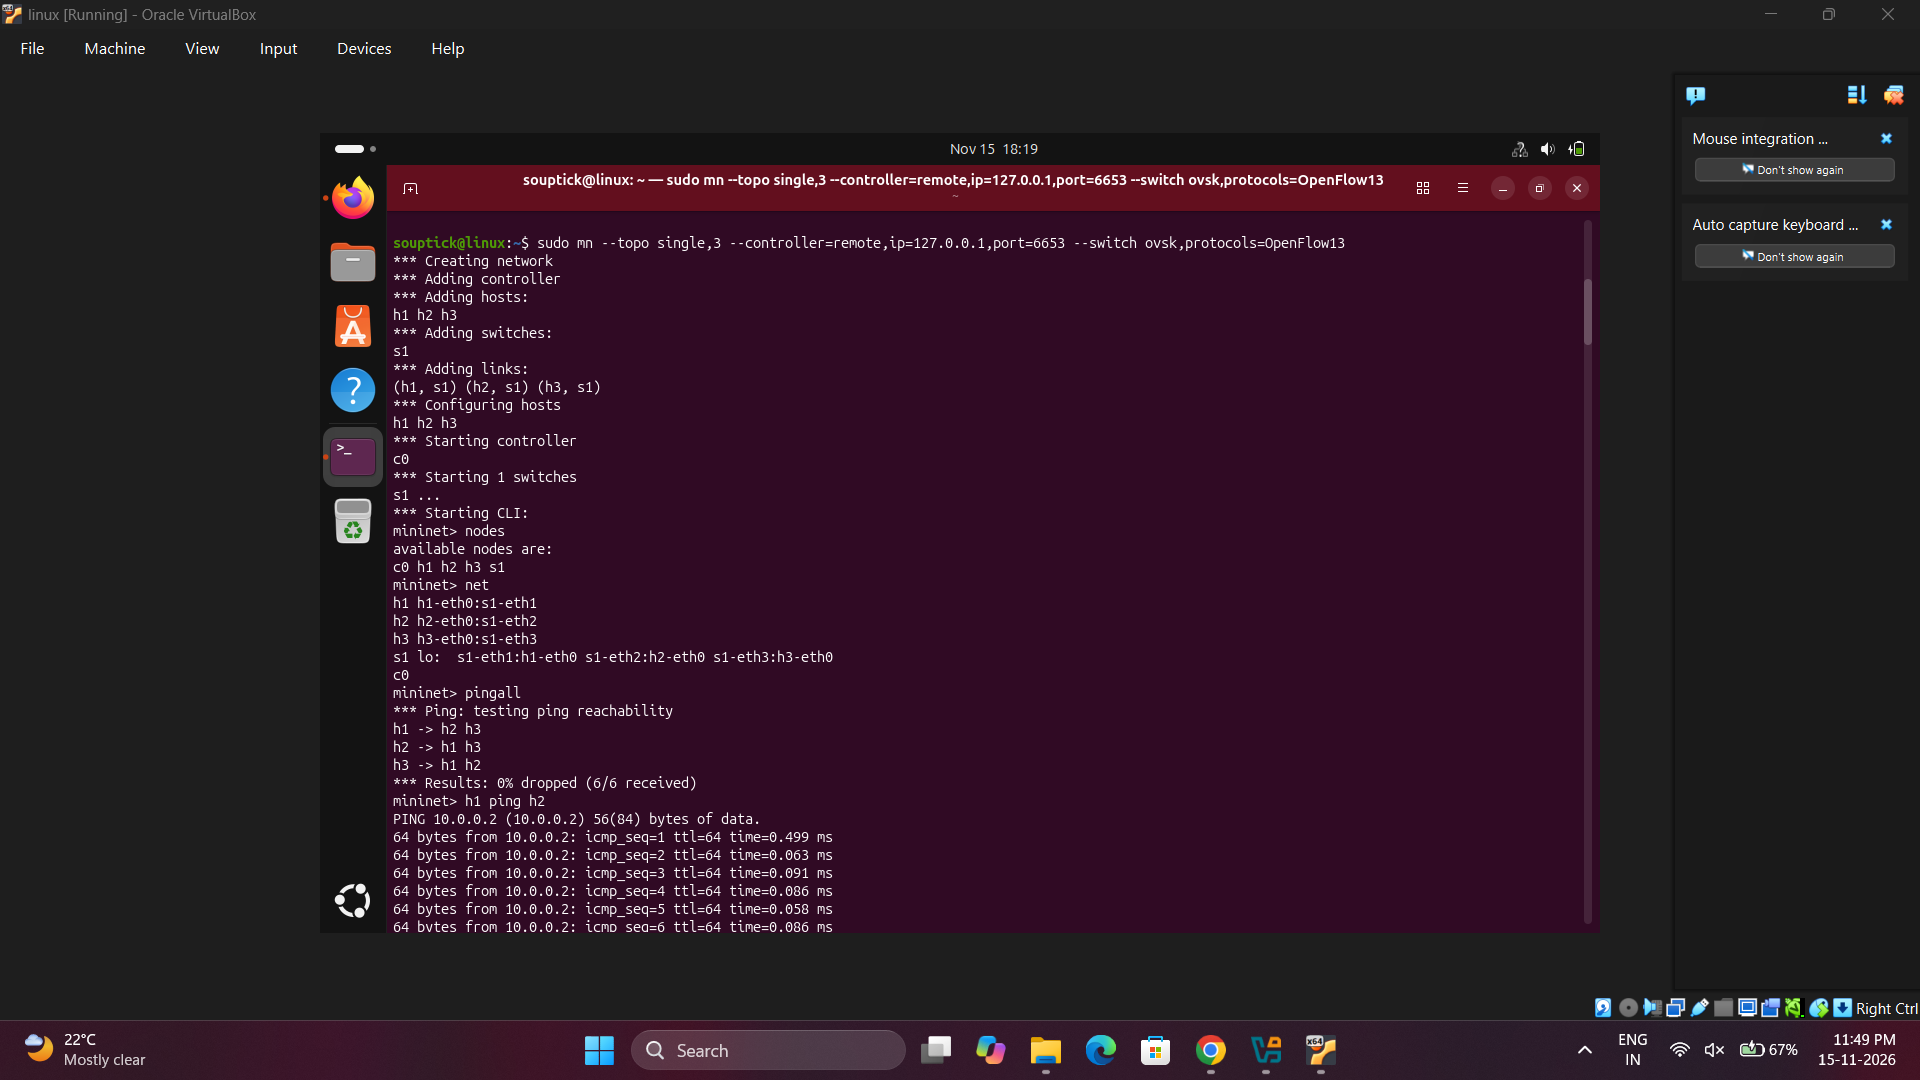 linux [Running] - Oracle VirtualBox
File Machine View Input Devices Help
Mouse integration ...
Don't show again
Auto capture keyboard ...
Don't show again
Nov 15 18:19
souptick@linux: ~ — sudo mn --topo single,3 --controller=remote,ip=127.0.0.1,port=6653 --switch ovsk,protocols=OpenFlow13
~
souptick@linux:~$ sudo mn --topo single,3 --controller=remote,ip=127.0.0.1,port=6653 --switch ovsk,protocols=OpenFlow13
*** Creating network
*** Adding controller
*** Adding hosts:
h1 h2 h3
*** Adding switches:
s1
*** Adding links:
(h1, s1) (h2, s1) (h3, s1)
*** Configuring hosts
h1 h2 h3
*** Starting controller
c0
*** Starting 1 switches
s1 ...
*** Starting CLI:
mininet> nodes
available nodes are:
c0 h1 h2 h3 s1
mininet> net
h1 h1-eth0:s1-eth1
h2 h2-eth0:s1-eth2
h3 h3-eth0:s1-eth3
s1 lo:  s1-eth1:h1-eth0 s1-eth2:h2-eth0 s1-eth3:h3-eth0
c0
mininet> pingall
*** Ping: testing ping reachability
h1 -> h2 h3
h2 -> h1 h3
h3 -> h1 h2
*** Results: 0% dropped (6/6 received)
mininet> h1 ping h2
PING 10.0.0.2 (10.0.0.2) 56(84) bytes of data.
64 bytes from 10.0.0.2: icmp_seq=1 ttl=64 time=0.499 ms
64 bytes from 10.0.0.2: icmp_seq=2 ttl=64 time=0.063 ms
64 bytes from 10.0.0.2: icmp_seq=3 ttl=64 time=0.091 ms
64 bytes from 10.0.0.2: icmp_seq=4 ttl=64 time=0.086 ms
64 bytes from 10.0.0.2: icmp_seq=5 ttl=64 time=0.058 ms
64 bytes from 10.0.0.2: icmp_seq=6 ttl=64 time=0.086 ms
Right Ctrl
22°C
Mostly clear
Search
ENG
IN
67%
11:49 PM
15-11-2026